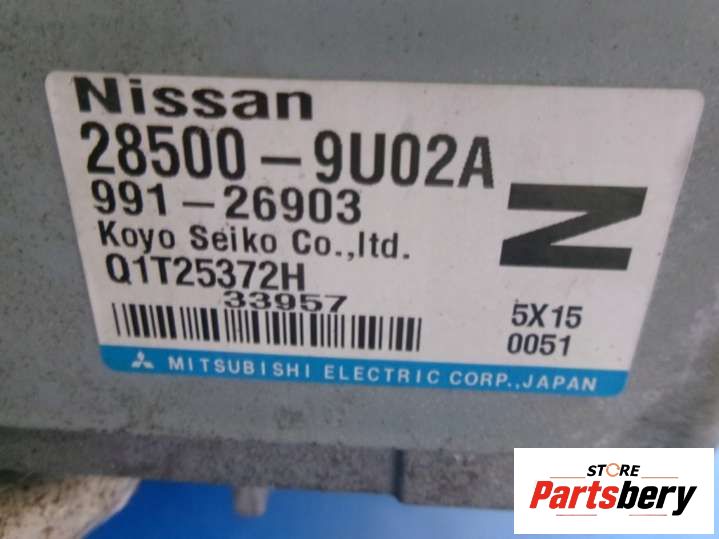 Nissan
28500-9U02A
991-26903
Koyo Seiko Co.,ltd.
Q1T25372H
33957
N
5X15
0051
MITSUBISHI ELECTRIC CORP.,JAPAN
STORE
Partsbery